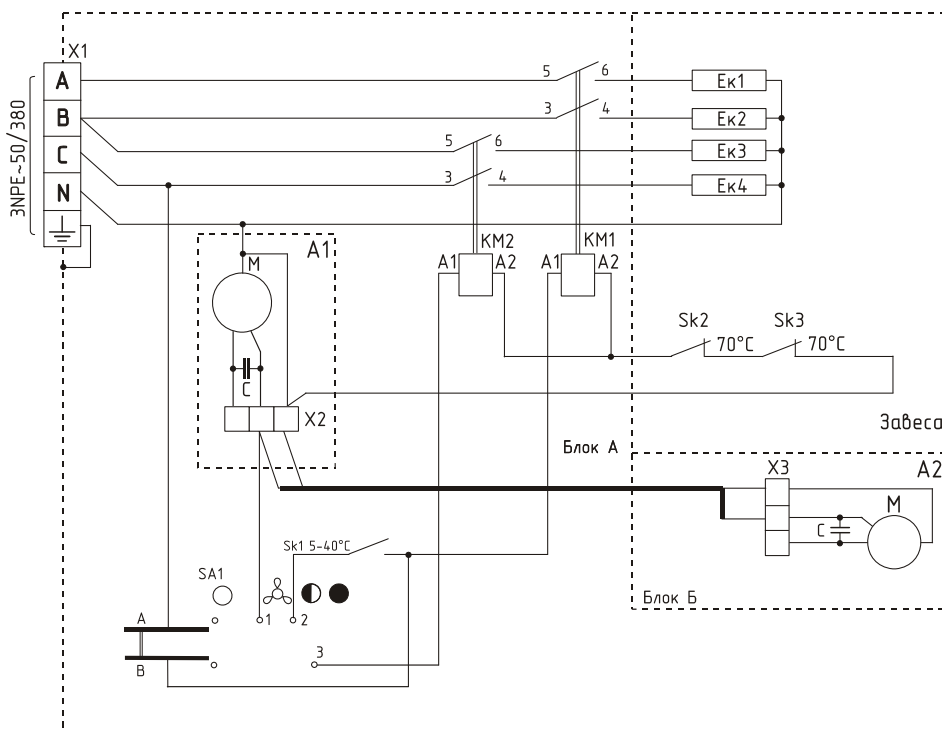 X1
A
B
C
N
3NPE~50/380
5 6
3 4
5 6
3 4
Ек1
Ек2
Ек3
Ек4
A1
M
C
X2
KM2
A1 A2
KM1
A1 A2
Sk2
70°C
Sk3
70°C
Завеса
Блок А
X3
A2
M
C
Блок Б
Sk1 5-40°C
SA1
1
2
3
A
B